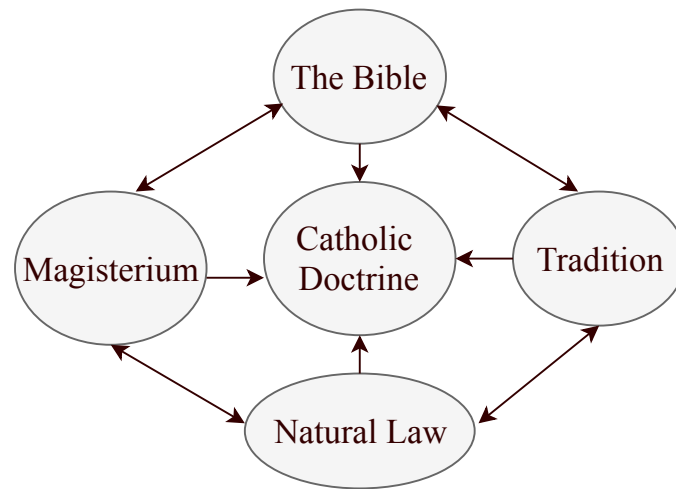 The Bible
Magisterium
Catholic
Doctrine
Tradition
Natural Law